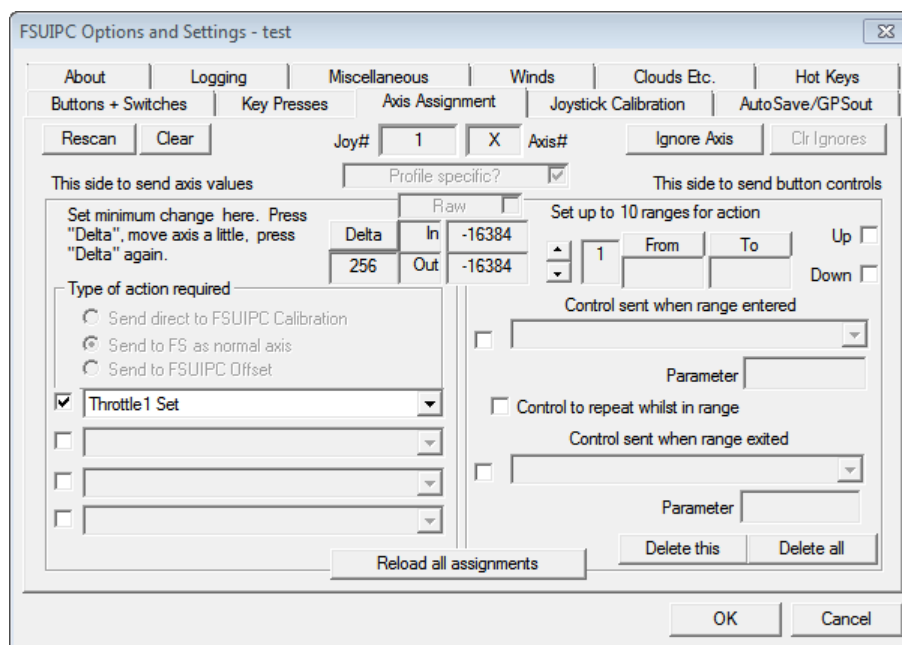 FSUIPC Options and Settings - test
About Logging Miscellaneous Winds Clouds Etc. Hot Keys
Buttons + Switches Key Presses Axis Assignment Joystick Calibration AutoSave/GPSout
Rescan Clear Joy# 1 X Axis# Ignore Axis Clr Ignores
Profile specific?
This side to send axis values This side to send button controls
Raw
Set minimum change here. Press
"Delta", move axis a little, press
"Delta" again.
Delta In -16384
256 Out -16384
Set up to 10 ranges for action
1 From To Up
Down
Type of action required
Send direct to FSUIPC Calibration
Send to FS as normal axis
Send to FSUIPC Offset
Throttle1 Set
Control sent when range entered
Parameter
Control to repeat whilst in range
Control sent when range exited
Parameter
Delete this Delete all
Reload all assignments
OK Cancel